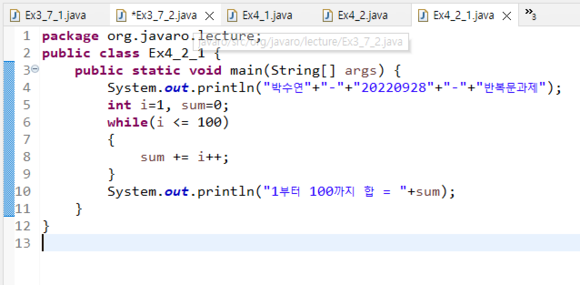 Ex3_7_1.java *Ex3_7_2.java Ex4_1.java Ex4_2.java Ex4_2_1.java »3
1 package org.javaro.lecture;
javaro/src/org/javaro/lecture/Ex3_7_2.java
2 public class Ex4_2_1 {
3 public static void main(String[] args) {
4 System.out.println("박수연"+"-"+"20220928"+"-"+"반복문과제");
5 int i=1, sum=0;
6 while(i <= 100)
7 {
8 sum += i++;
9 }
10 System.out.println("1부터 100까지 합 = "+sum);
11 }
12 }
13